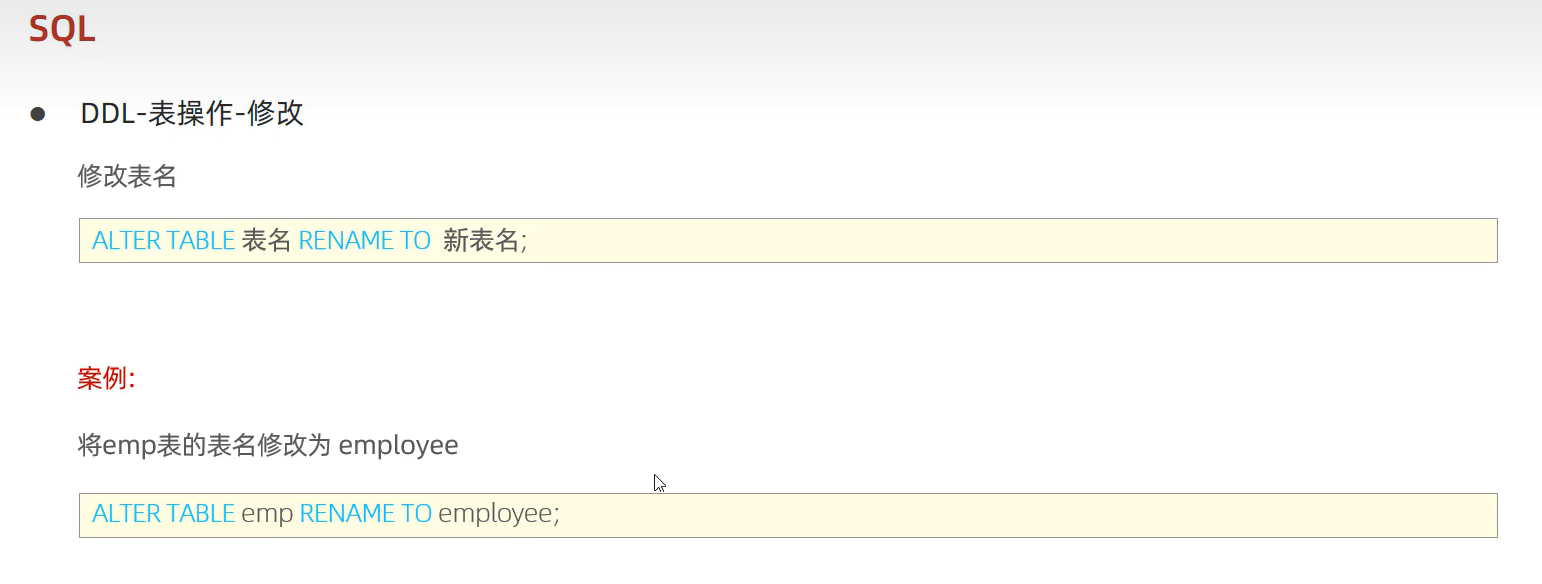 SQL
DDL-表操作-修改
修改表名
ALTER TABLE 表名 RENAME TO 新表名;
案例:
将emp表的表名修改为 employee
ALTER TABLE emp RENAME TO employee;